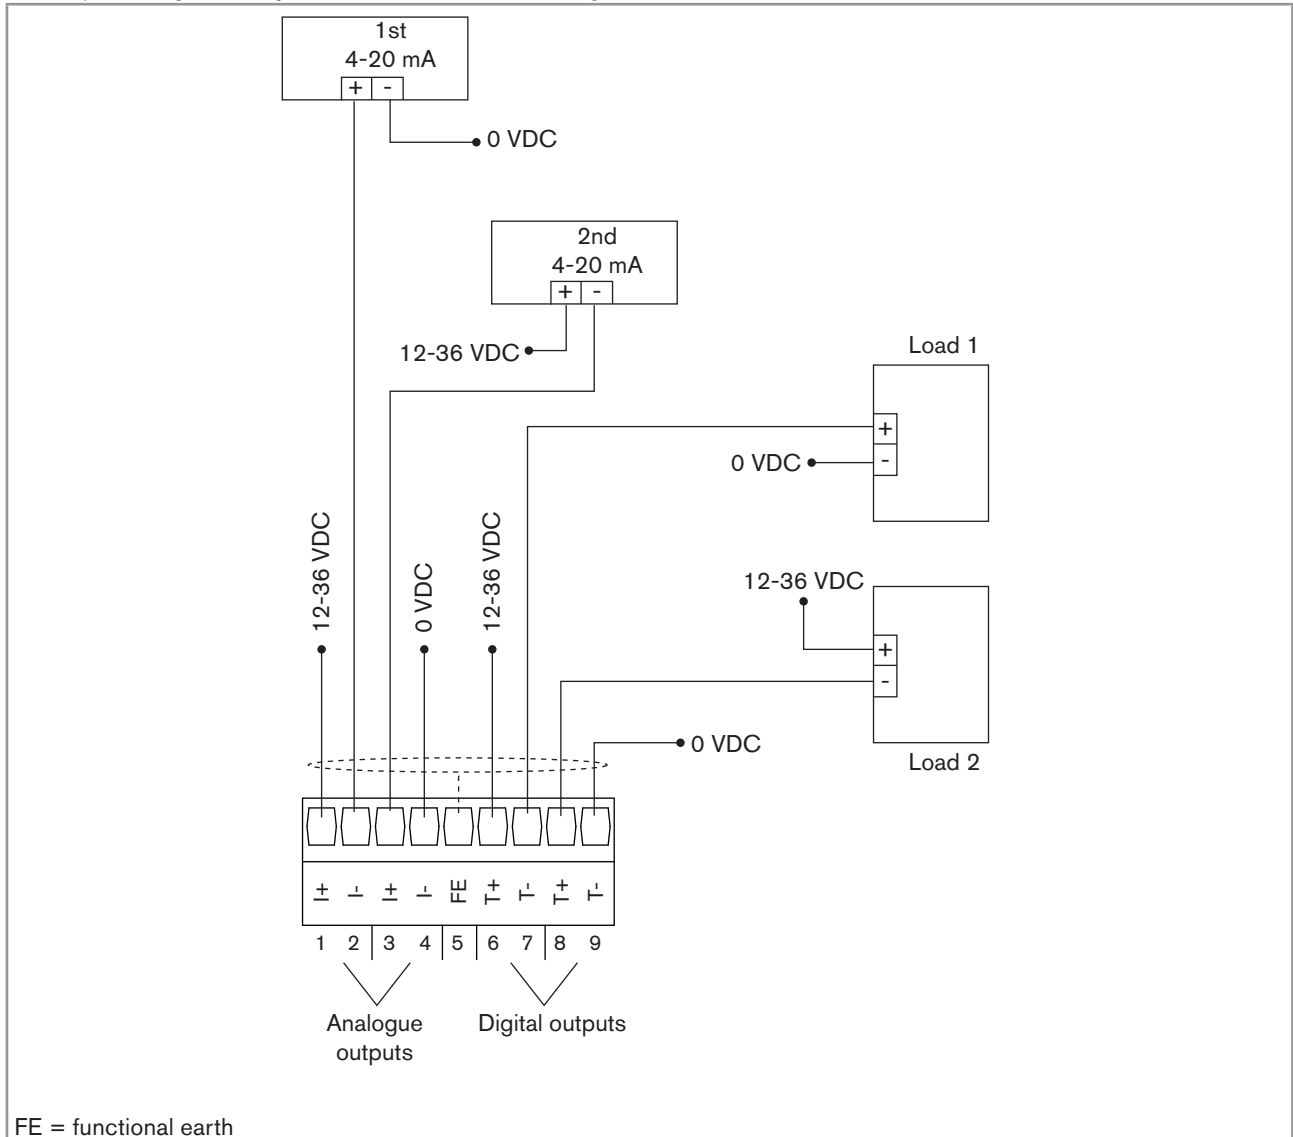 1st
4-20 mA
+ -
0 VDC
2nd
4-20 mA
+ -
12-36 VDC
Load 1
+
-
0 VDC
12-36 VDC
0 VDC
12-36 VDC
12-36 VDC
+
-
0 VDC
Load 2
I+ I- I+ I- FE T+ T- T+ T-
1 2 3 4 5 6 7 8 9
Analogue
outputs
Digital outputs
FE = functional earth